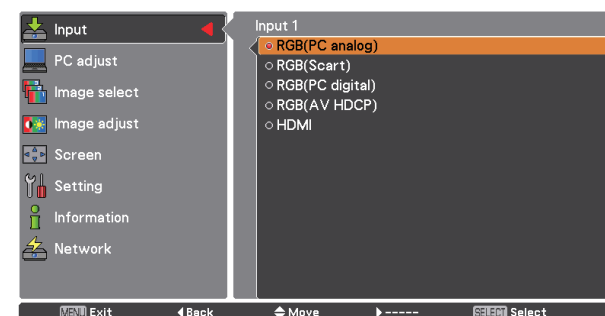 Input
PC adjust
Image select
Image adjust
Screen
Setting
Information
Network
Input 1
RGB(PC analog)
RGB(Scart)
RGB(PC digital)
RGB(AV HDCP)
HDMI
MENU Exit
Back
Move
-----
SELECT Select